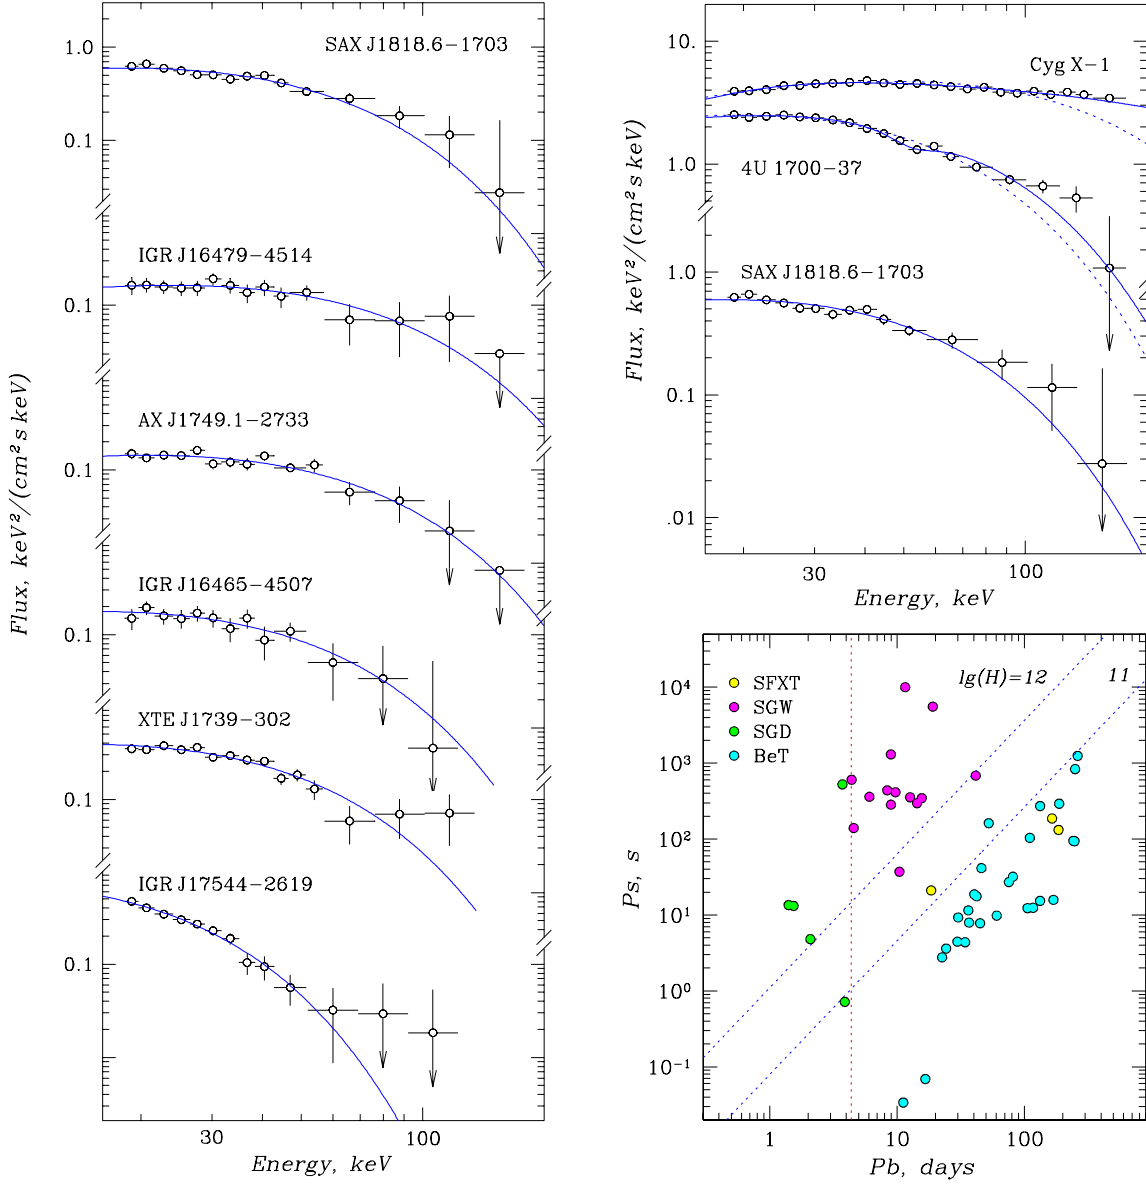 SAX J1818.6−1703
1.0
0.1
IGR J16479−4514
0.1
AX J1749.1−2733
0.1
IGR J16465−4507
0.1
XTE J1739−302
0.1
IGR J17544−2619
0.1
30
100
Energy, keV
Flux, keV²/(cm² s keV)
10.
Cyg X−1
1.0
4U 1700−37
SAX J1818.6−1703
1.0
0.1
.01
30
100
Energy, keV
Flux, keV²/(cm² s keV)
SFXT
SGW
SGD
BeT
lg(H)=12
11
10⁴
10³
10²
10¹
10⁰
10⁻¹
1
10
100
Pb, days
Ps, s